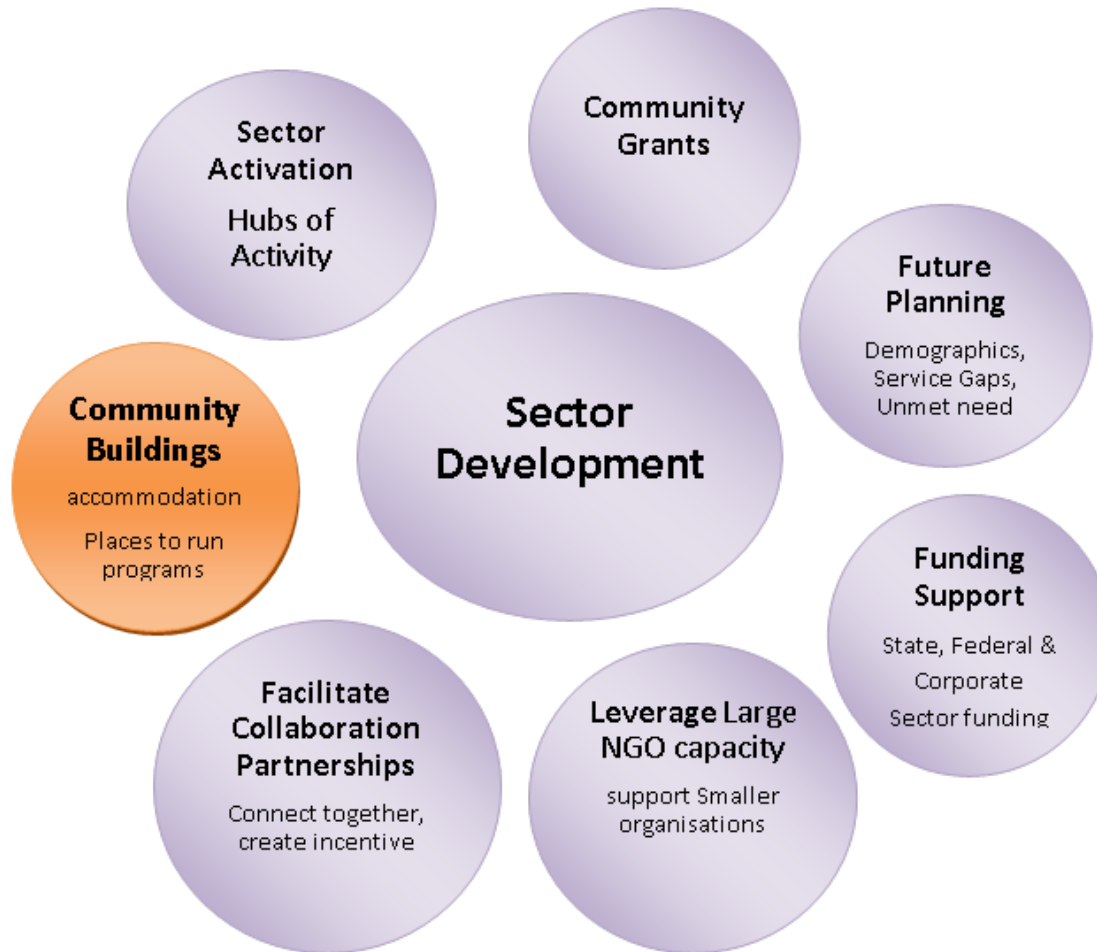 Sector
Activation
Hubs of
Activity
Community
Grants
Future
Planning
Demographics,
Service Gaps,
Unmet need
Community
Buildings
accommodation
Places to run
programs
Sector
Development
Funding
Support
State, Federal &
Corporate
Sector funding
Facilitate
Collaboration
Partnerships
Connect together,
create incentive
Leverage Large
NGO capacity
support Smaller
organisations